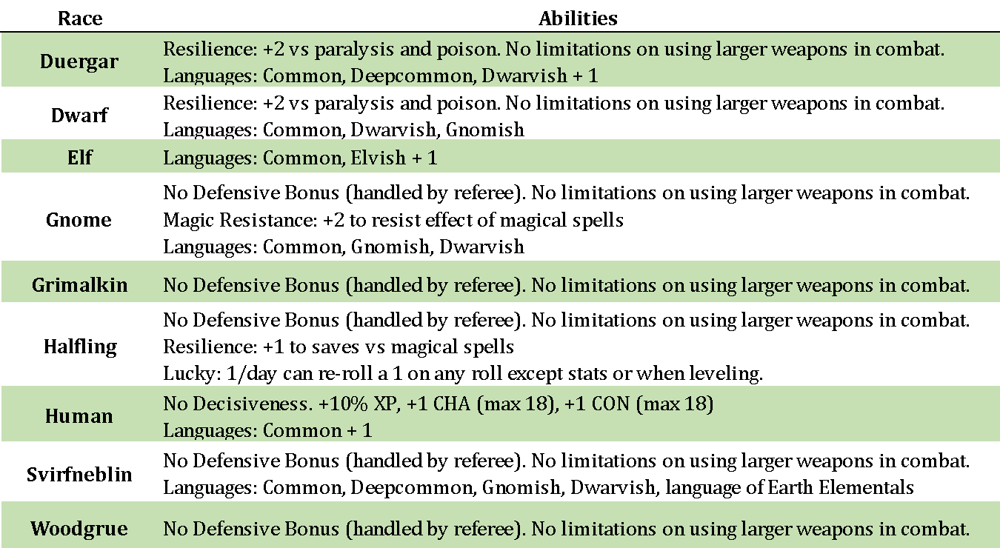 Race Abilities
Duergar
Resilience: +2 vs paralysis and poison. No limitations on using larger weapons in combat.
Languages: Common, Deepcommon, Dwarvish + 1
Dwarf
Resilience: +2 vs paralysis and poison. No limitations on using larger weapons in combat.
Languages: Common, Dwarvish, Gnomish
Elf
Languages: Common, Elvish + 1
Gnome
No Defensive Bonus (handled by referee). No limitations on using larger weapons in combat.
Magic Resistance: +2 to resist effect of magical spells
Languages: Common, Gnomish, Dwarvish
Grimalkin
No Defensive Bonus (handled by referee). No limitations on using larger weapons in combat.
Halfling
No Defensive Bonus (handled by referee). No limitations on using larger weapons in combat.
Resilience: +1 to saves vs magical spells
Lucky: 1/day can re-roll a 1 on any roll except stats or when leveling.
Human
No Decisiveness. +10% XP, +1 CHA (max 18), +1 CON (max 18)
Languages: Common + 1
Svirfneblin
No Defensive Bonus (handled by referee). No limitations on using larger weapons in combat.
Languages: Common, Deepcommon, Gnomish, Dwarvish, language of Earth Elementals
Woodgrue
No Defensive Bonus (handled by referee). No limitations on using larger weapons in combat.